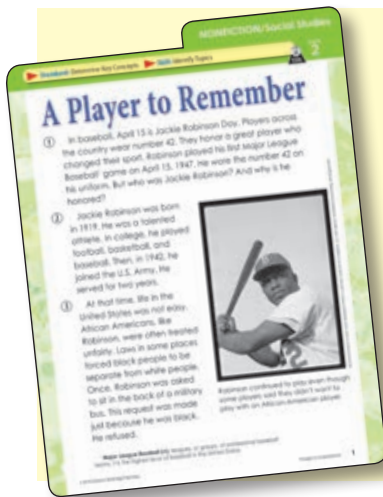 NONFICTION/Social Studies
Standard: Determine Key Concepts Skill: Identify Topics
2
A Player to Remember
1 In baseball, April 15 is Jackie Robinson Day. Players across
the country wear number 42. They honor a great player who
changed their sport. Robinson played his first Major League
Baseball game on April 15, 1947. He wore the number 42 on
his uniform. But who was Jackie Robinson? And why is he
honored?
2 Jackie Robinson was born
in 1919. He was a talented
athlete. In college, he played
football, basketball, and
baseball. Then, in 1942, he
joined the U.S. Army. He
served for two years.
3 At that time, life in the
United States was not easy.
African Americans, like
Robinson, were often treated
unfairly. Laws in some places
forced black people to be
separate from white people.
Once, Robinson was asked
to sit in the back of a military
bus. This request was made
just because he was black.
He refused.
Robinson continued to play even though
some players said they didn't want to
play with an African American player.
Major League Baseball
1